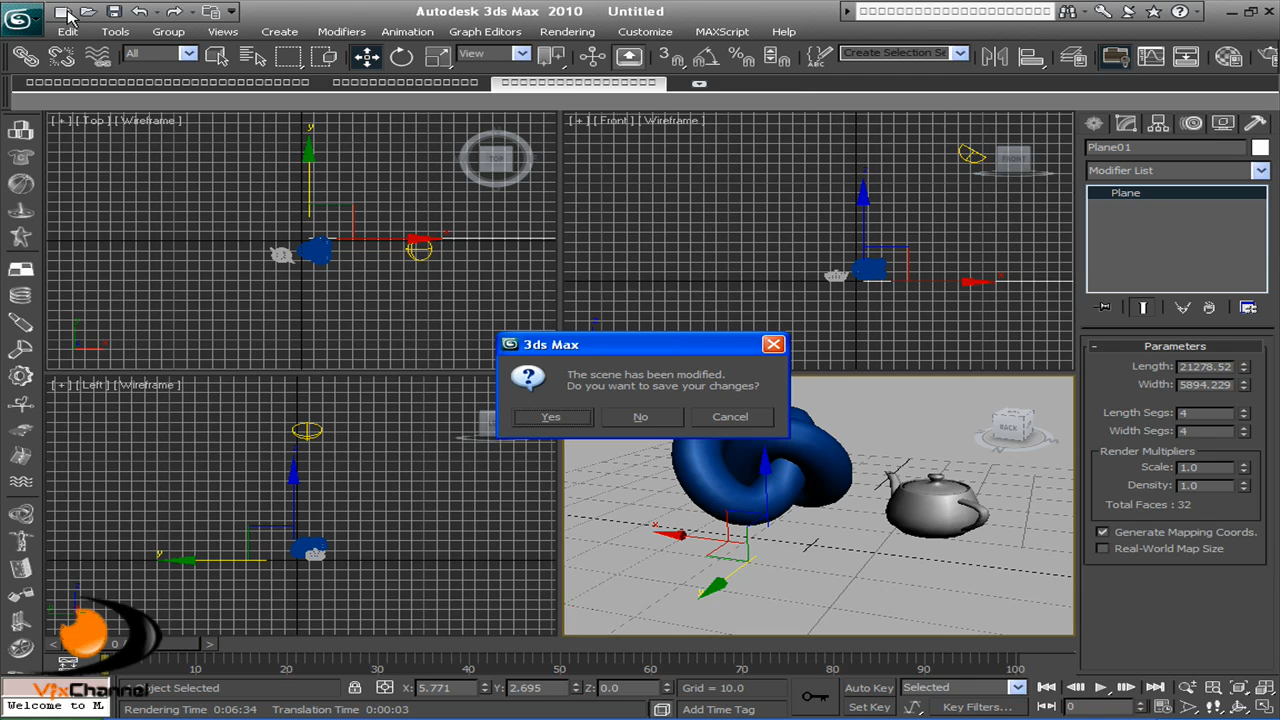 Autodesk 3ds Max 2010 Untitled
Edit Tools Group Views Create Modifiers Animation Graph Editors Rendering Customize MAXScript Help
All View Create Selection Se
[ + ] [ Top ] [ Wireframe ]
TOP
[ + ] [ Front ] [ Wireframe ]
FRONT
Plane01
Modifier List
Plane
3ds Max
The scene has been modified.
Do you want to save your changes?
Yes No Cancel
[ + ] [ Left ] [ Wireframe ]
BACK
Parameters
Length: 21278.52
Width: 5894.229
Length Segs: 4
Width Segs: 4
Render Multipliers
Scale: 1.0
Density: 1.0
Total Faces : 32
Generate Mapping Coords.
Real-World Map Size
x y z
0
10 20 30 40 50 60 70 80 90 100
VfxChannel
Welcome to M
bject Selected X: 5.771 Y: 2.695 Z: 0.0 Grid = 10.0 Auto Key Selected
Rendering Time 0:06:34 Translation Time 0:00:03 Add Time Tag Set Key Key Filters... 0